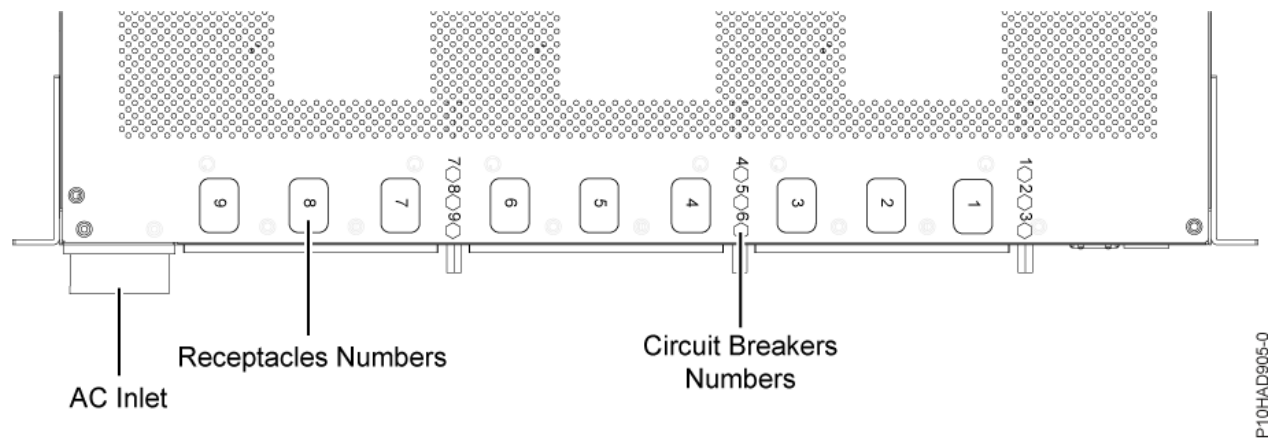 7 8 9
4 5 6
1 2 3
9 8 7 6 5 4 3 2 1
Receptacles Numbers
Circuit Breakers
Numbers
AC Inlet
P10HAD905-0